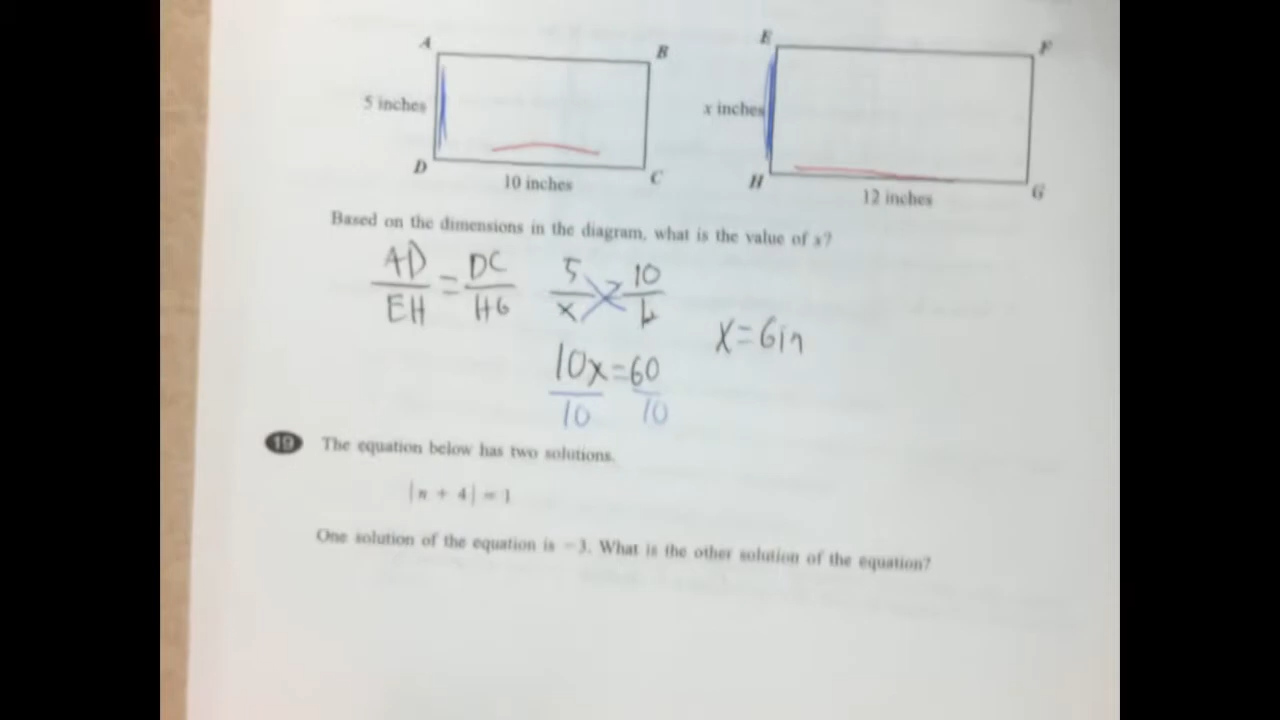 A B E F
5 inches x inches
D C H G
10 inches 12 inches
Based on the dimensions in the diagram, what is the value of x?
AD/EH = DC/HG 5/x 10/12
x = 6in
10x = 60
10 10
19 The equation below has two solutions.
|n + 4| = 1
One solution of the equation is −3. What is the other solution of the equation?